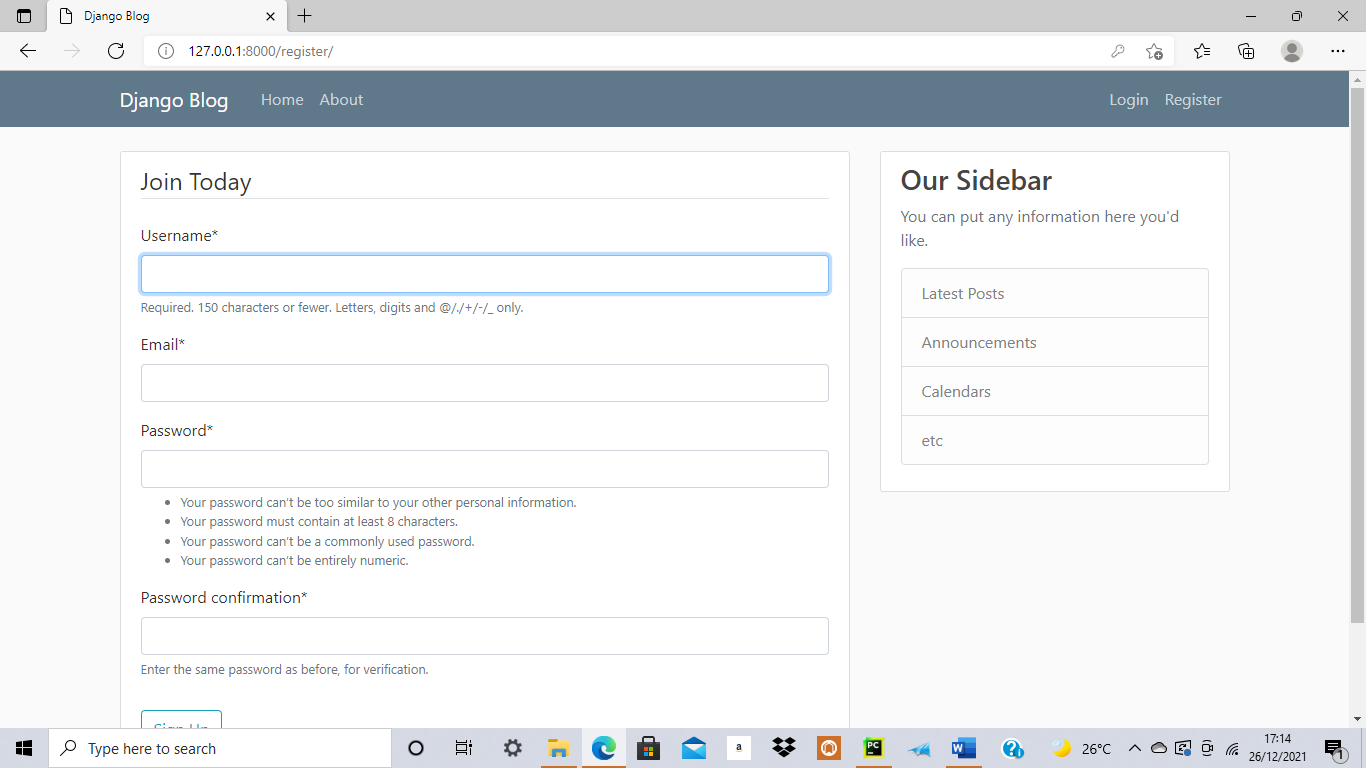 Django Blog
127.0.0.1:8000/register/
Django Blog Home About Login Register
Join Today
Username*
Required. 150 characters or fewer. Letters, digits and @/./+/-/_ only.
Email*
Password*
Your password can't be too similar to your other personal information.
Your password must contain at least 8 characters.
Your password can't be a commonly used password.
Your password can't be entirely numeric.
Password confirmation*
Enter the same password as before, for verification.
Sign Up
Our Sidebar
You can put any information here you'd
like.
Latest Posts
Announcements
Calendars
etc
Type here to search
a
PC
W
?
26°C
17:14
26/12/2021
1